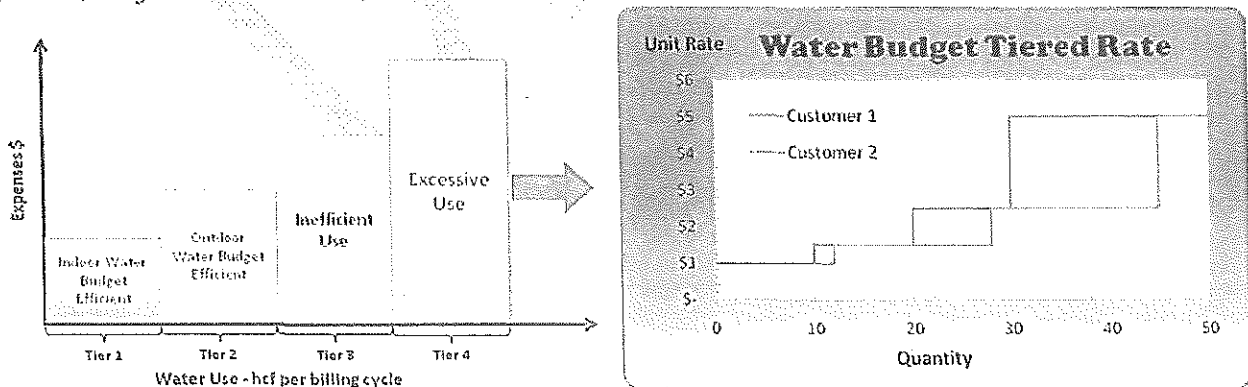 Expenses $
Indoor Water
Budget
Efficient
Outdoor
Water Budget
Efficient
Inefficient
Use
Excessive
Use
Tier 1
Tier 2
Tier 3
Tier 4
Water Use - hcf per billing cycle
Unit Rate
Water Budget Tiered Rate
$6
$5
$4
$3
$2
$1
$-
Customer 1
Customer 2
0
10
20
30
40
50
Quantity